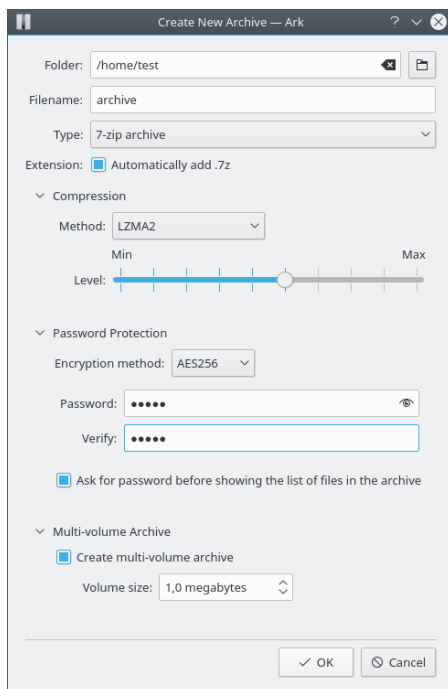 Create New Archive — Ark
Folder: /home/test
Filename: archive
Type: 7-zip archive
Extension: Automatically add .7z
Compression
Method: LZMA2
Min Max
Level:
Password Protection
Encryption method: AES256
Password: ●●●●●
Verify: ●●●●●
Ask for password before showing the list of files in the archive
Multi-volume Archive
Create multi-volume archive
Volume size: 1,0 megabytes
OK Cancel